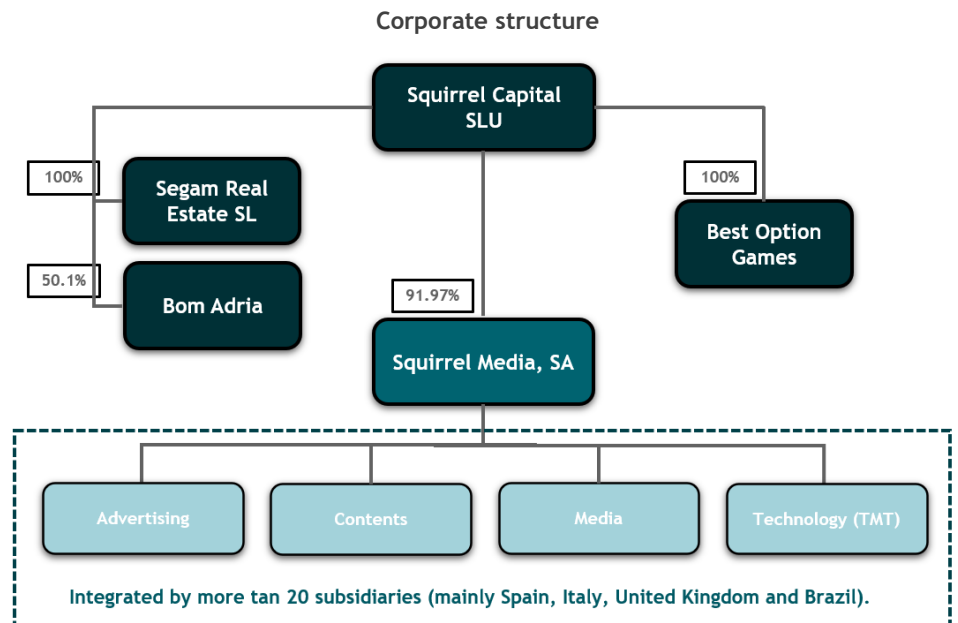 Corporate structure
Squirrel Capital
SLU
100%
Segam Real
Estate SL
100%
Best Option
Games
50.1%
Bom Adria
91.97%
Squirrel Media, SA
Advertising
Contents
Media
Technology (TMT)
Integrated by more tan 20 subsidiaries (mainly Spain, Italy, United Kingdom and Brazil).